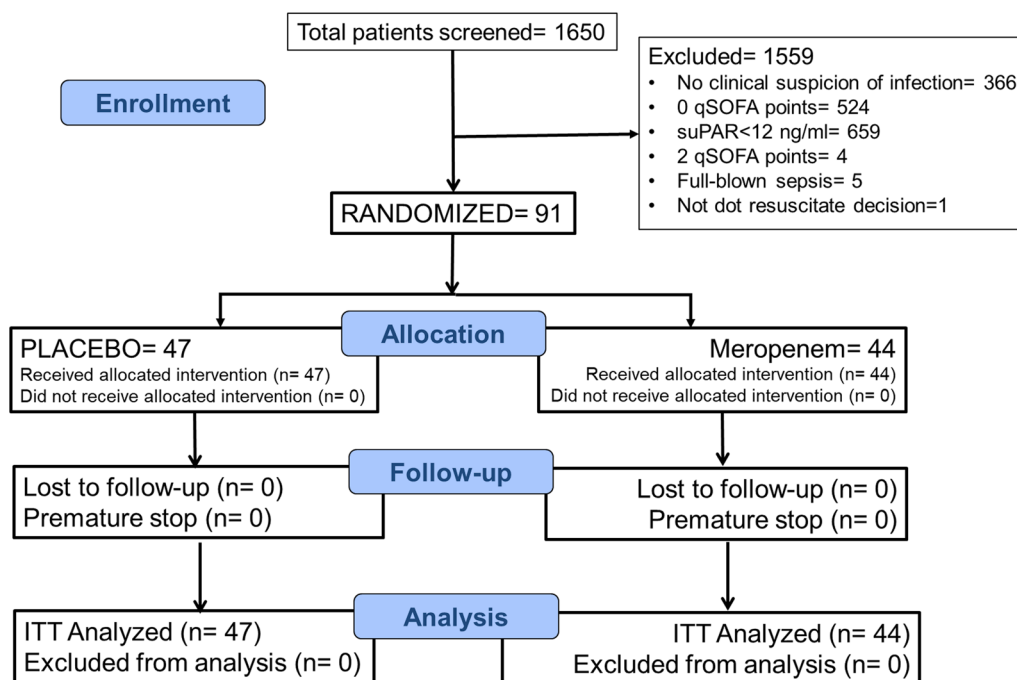 Total patients screened= 1650
Excluded= 1559
• No clinical suspicion of infection= 366
• 0 qSOFA points= 524
• suPAR<12 ng/ml= 659
• 2 qSOFA points= 4
• Full-blown sepsis= 5
• Not dot resuscitate decision=1
Enrollment
RANDOMIZED= 91
Allocation
PLACEBO= 47
Received allocated intervention (n= 47)
Did not receive allocated intervention (n= 0)
Meropenem= 44
Received allocated intervention (n= 44)
Did not receive allocated intervention (n= 0)
Follow-up
Lost to follow-up (n= 0)
Premature stop (n= 0)
Lost to follow-up (n= 0)
Premature stop (n= 0)
Analysis
ITT Analyzed (n= 47)
Excluded from analysis (n= 0)
ITT Analyzed (n= 44)
Excluded from analysis (n= 0)